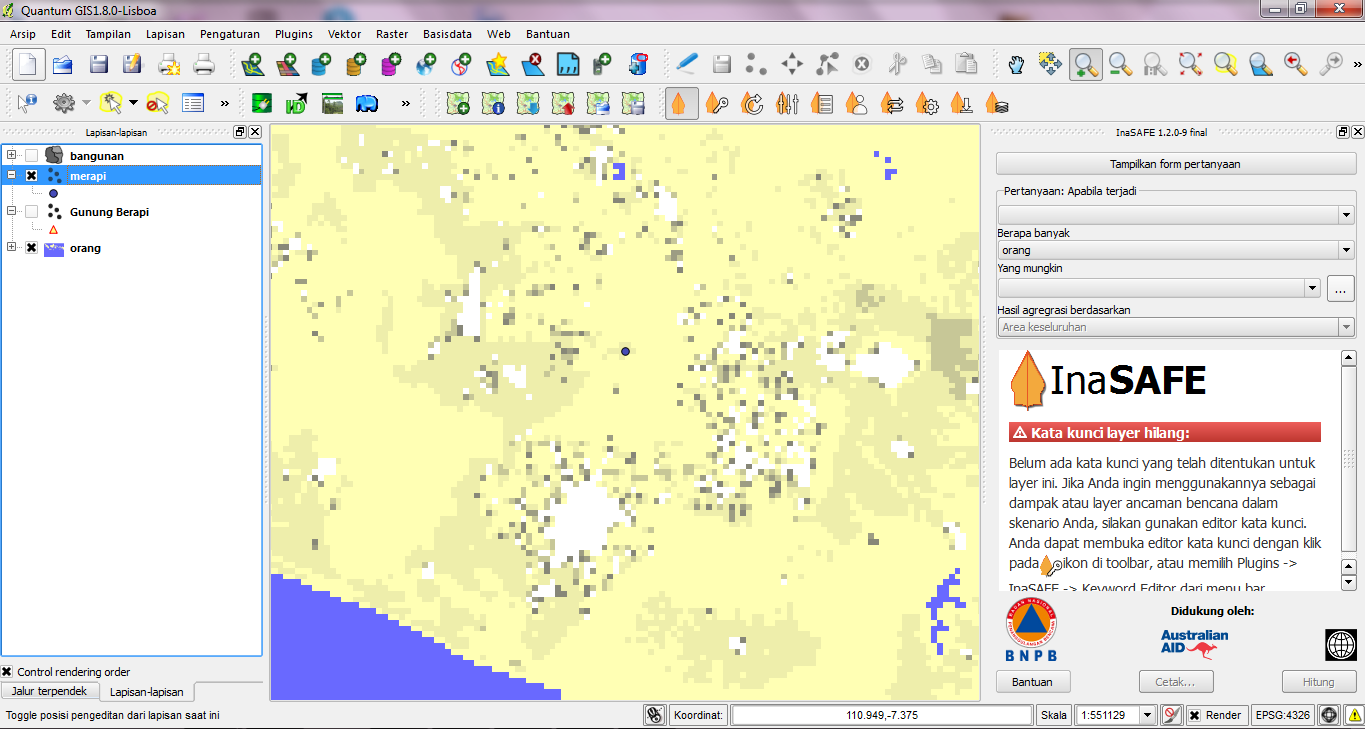 Quantum GIS1.8.0-Lisboa
Arsip Edit Tampilan Lapisan Pengaturan Plugins Vektor Raster Basisdata Web Bantuan
Lapisan-lapisan
bangunan
merapi
Gunung Berapi
orang
Control rendering order
Jalur terpendek Lapisan-lapisan
InaSAFE 1.2.0-9 final
Tampilkan form pertanyaan
Pertanyaan: Apabila terjadi
Berapa banyak
orang
Yang mungkin
...
Hasil agregrasi berdasarkan
Area keseluruhan
InaSAFE
Kata kunci layer hilang:
Belum ada kata kunci yang telah ditentukan untuk
layer ini. Jika Anda ingin menggunakannya sebagai
dampak atau layer ancaman bencana dalam
skenario Anda, silakan gunakan editor kata kunci.
Anda dapat membuka editor kata kunci dengan klik
pada ikon di toolbar, atau memilih Plugins ->
InaSAFE -> Keyword Editor dari menu bar
BNPB
Didukung oleh:
Australian
AID
Bantuan Cetak... Hitung
Toggle posisi pengeditan dari lapisan saat ini
Koordinat: 110.949,-7.375 Skala 1:551129 Render EPSG:4326